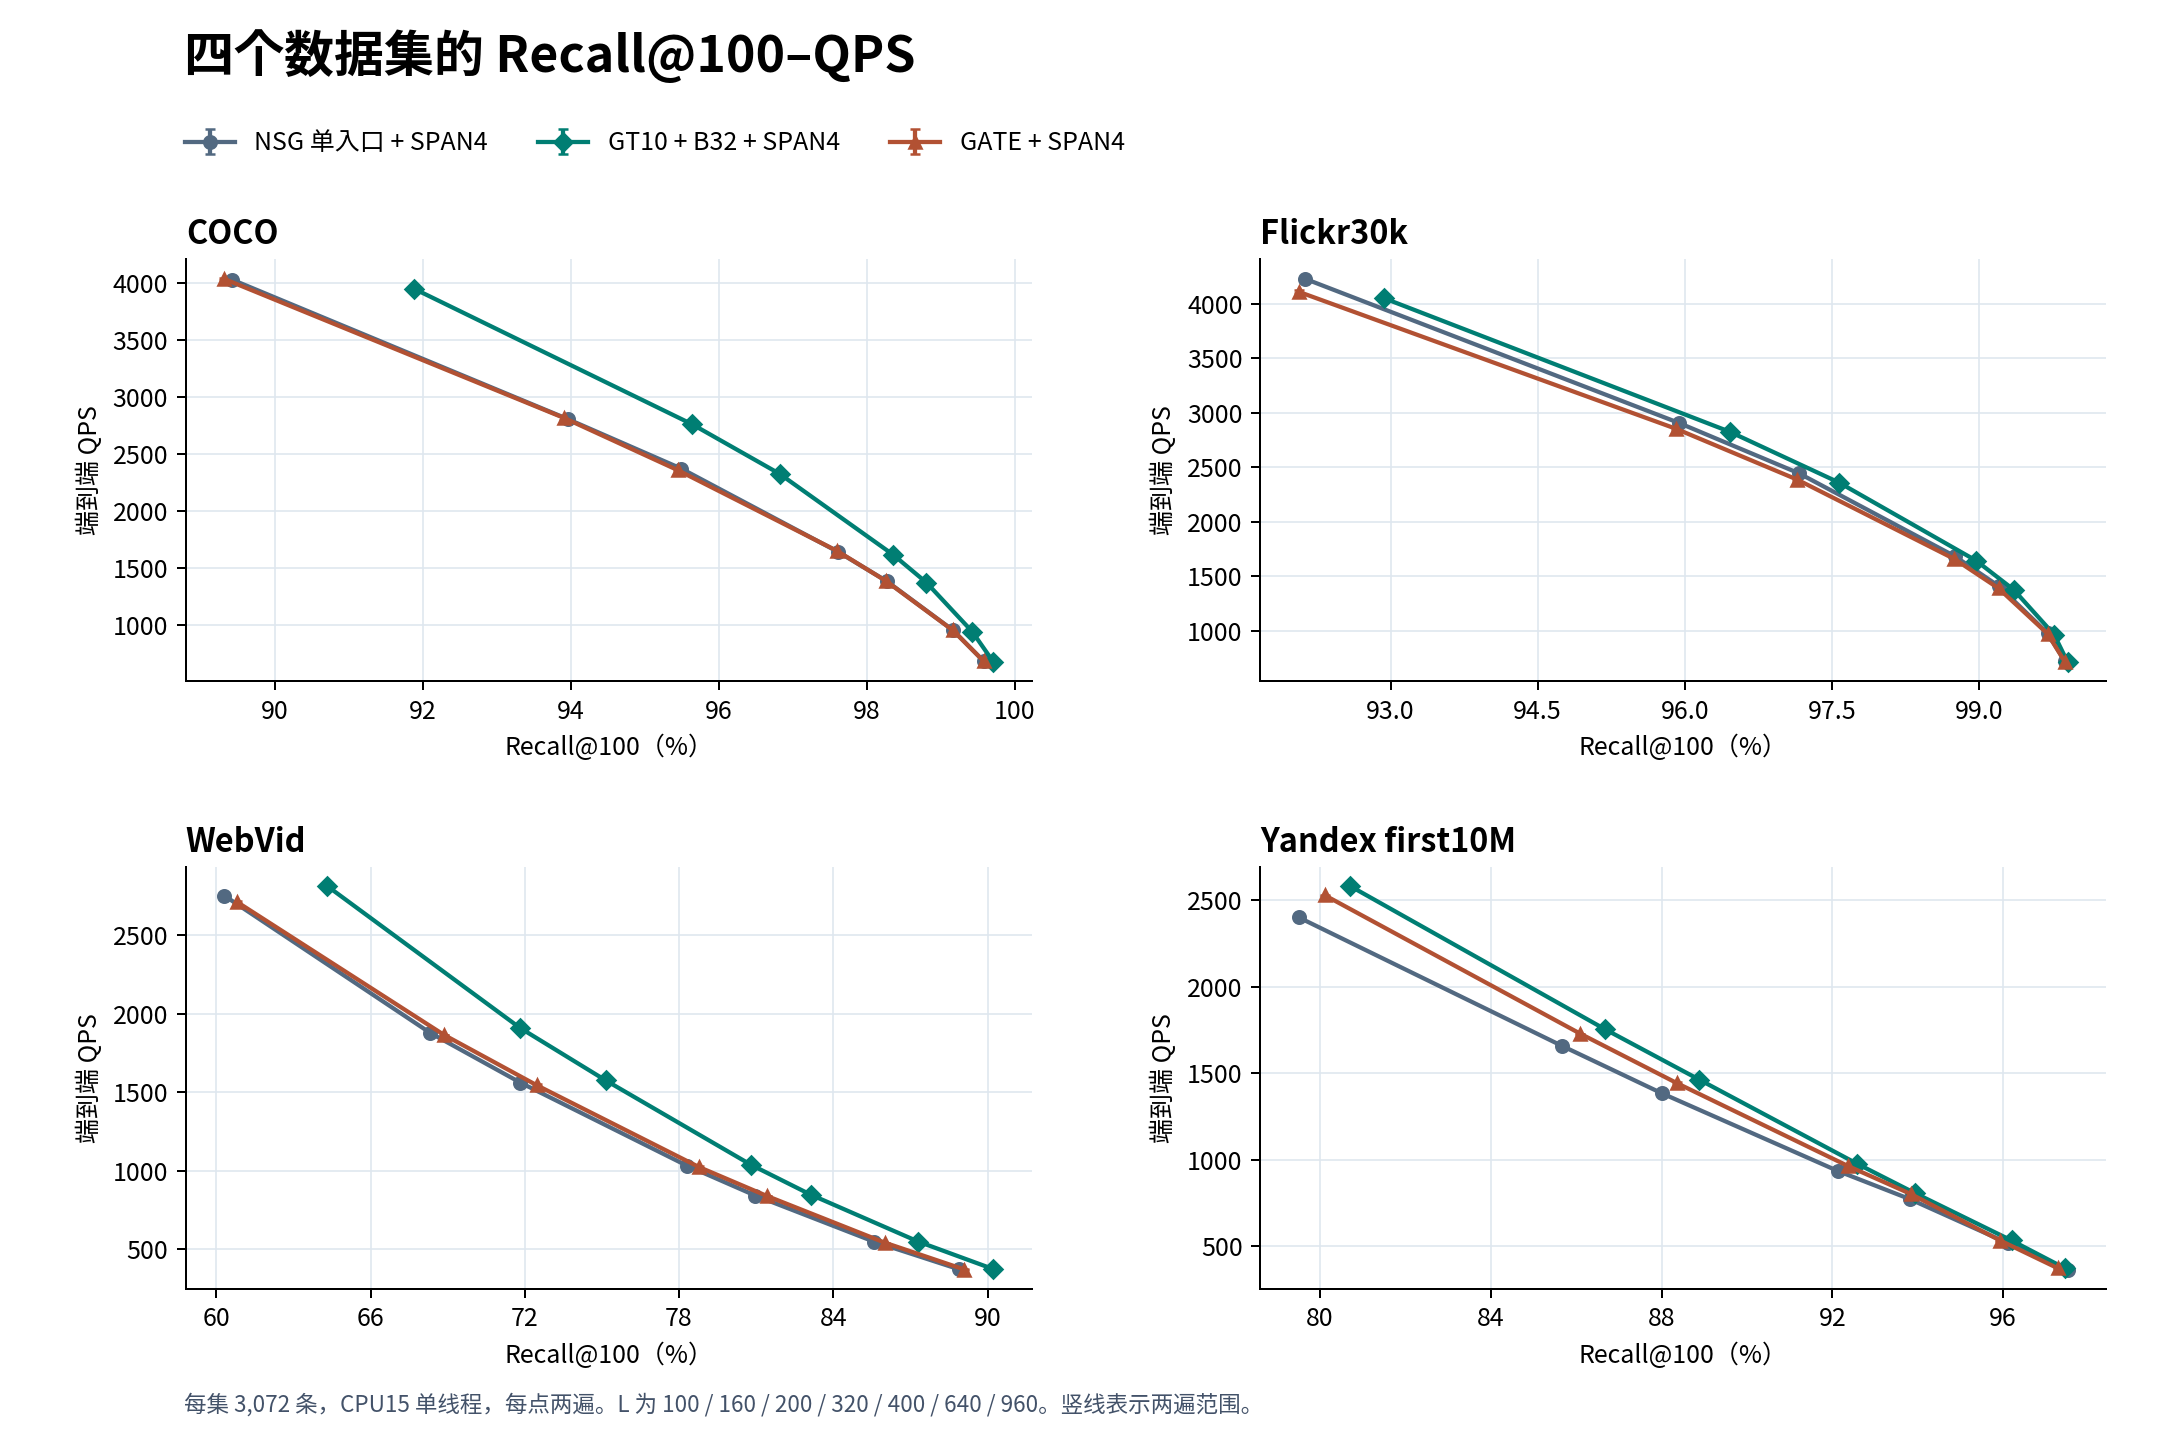 四个数据集的 Recall@100–QPS
NSG 单入口 + SPAN4
GT10 + B32 + SPAN4
GATE + SPAN4
COCO
4000
3500
3000
2500
2000
1500
1000
端到端 QPS
90
92
94
96
98
100
Recall@100（%）
Flickr30k
4000
3500
3000
2500
2000
1500
1000
端到端 QPS
93.0
94.5
96.0
97.5
99.0
Recall@100（%）
WebVid
2500
2000
1500
1000
500
端到端 QPS
60
66
72
78
84
90
Recall@100（%）
Yandex first10M
2500
2000
1500
1000
500
端到端 QPS
80
84
88
92
96
Recall@100（%）
每集 3,072 条，CPU15 单线程，每点两遍。L 为 100 / 160 / 200 / 320 / 400 / 640 / 960。竖线表示两遍范围。